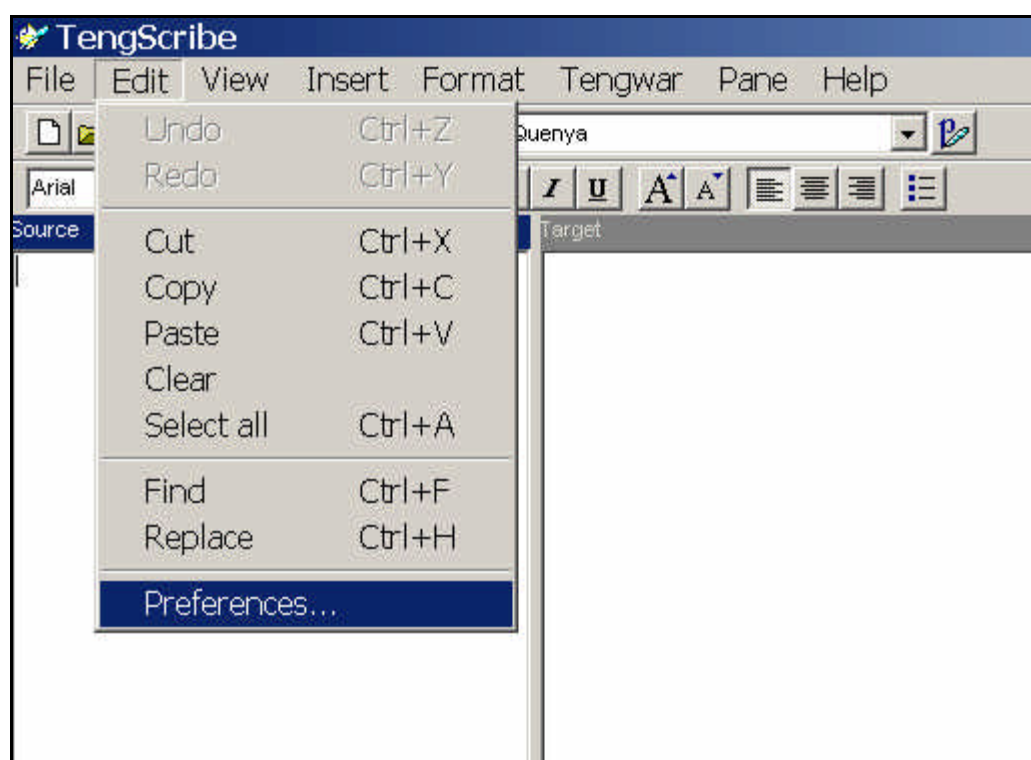 TengScribe
File Edit View Insert Format Tengwar Pane Help
Undo Ctrl+Z
Redo Ctrl+Y
Cut Ctrl+X
Copy Ctrl+C
Paste Ctrl+V
Clear
Select all Ctrl+A
Find Ctrl+F
Replace Ctrl+H
Preferences...
Quenya
Arial I U A A
Source Target